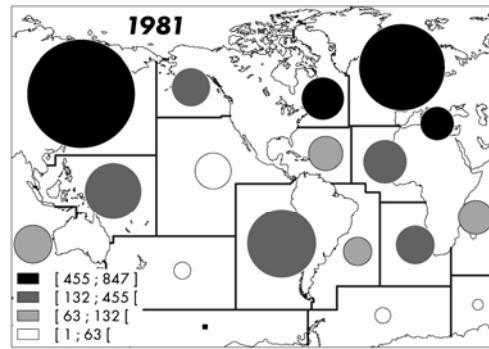 1981
[ 455 ; 847 ]
[ 132 ; 455 [
[ 63 ; 132 [
[ 1 ; 63 [